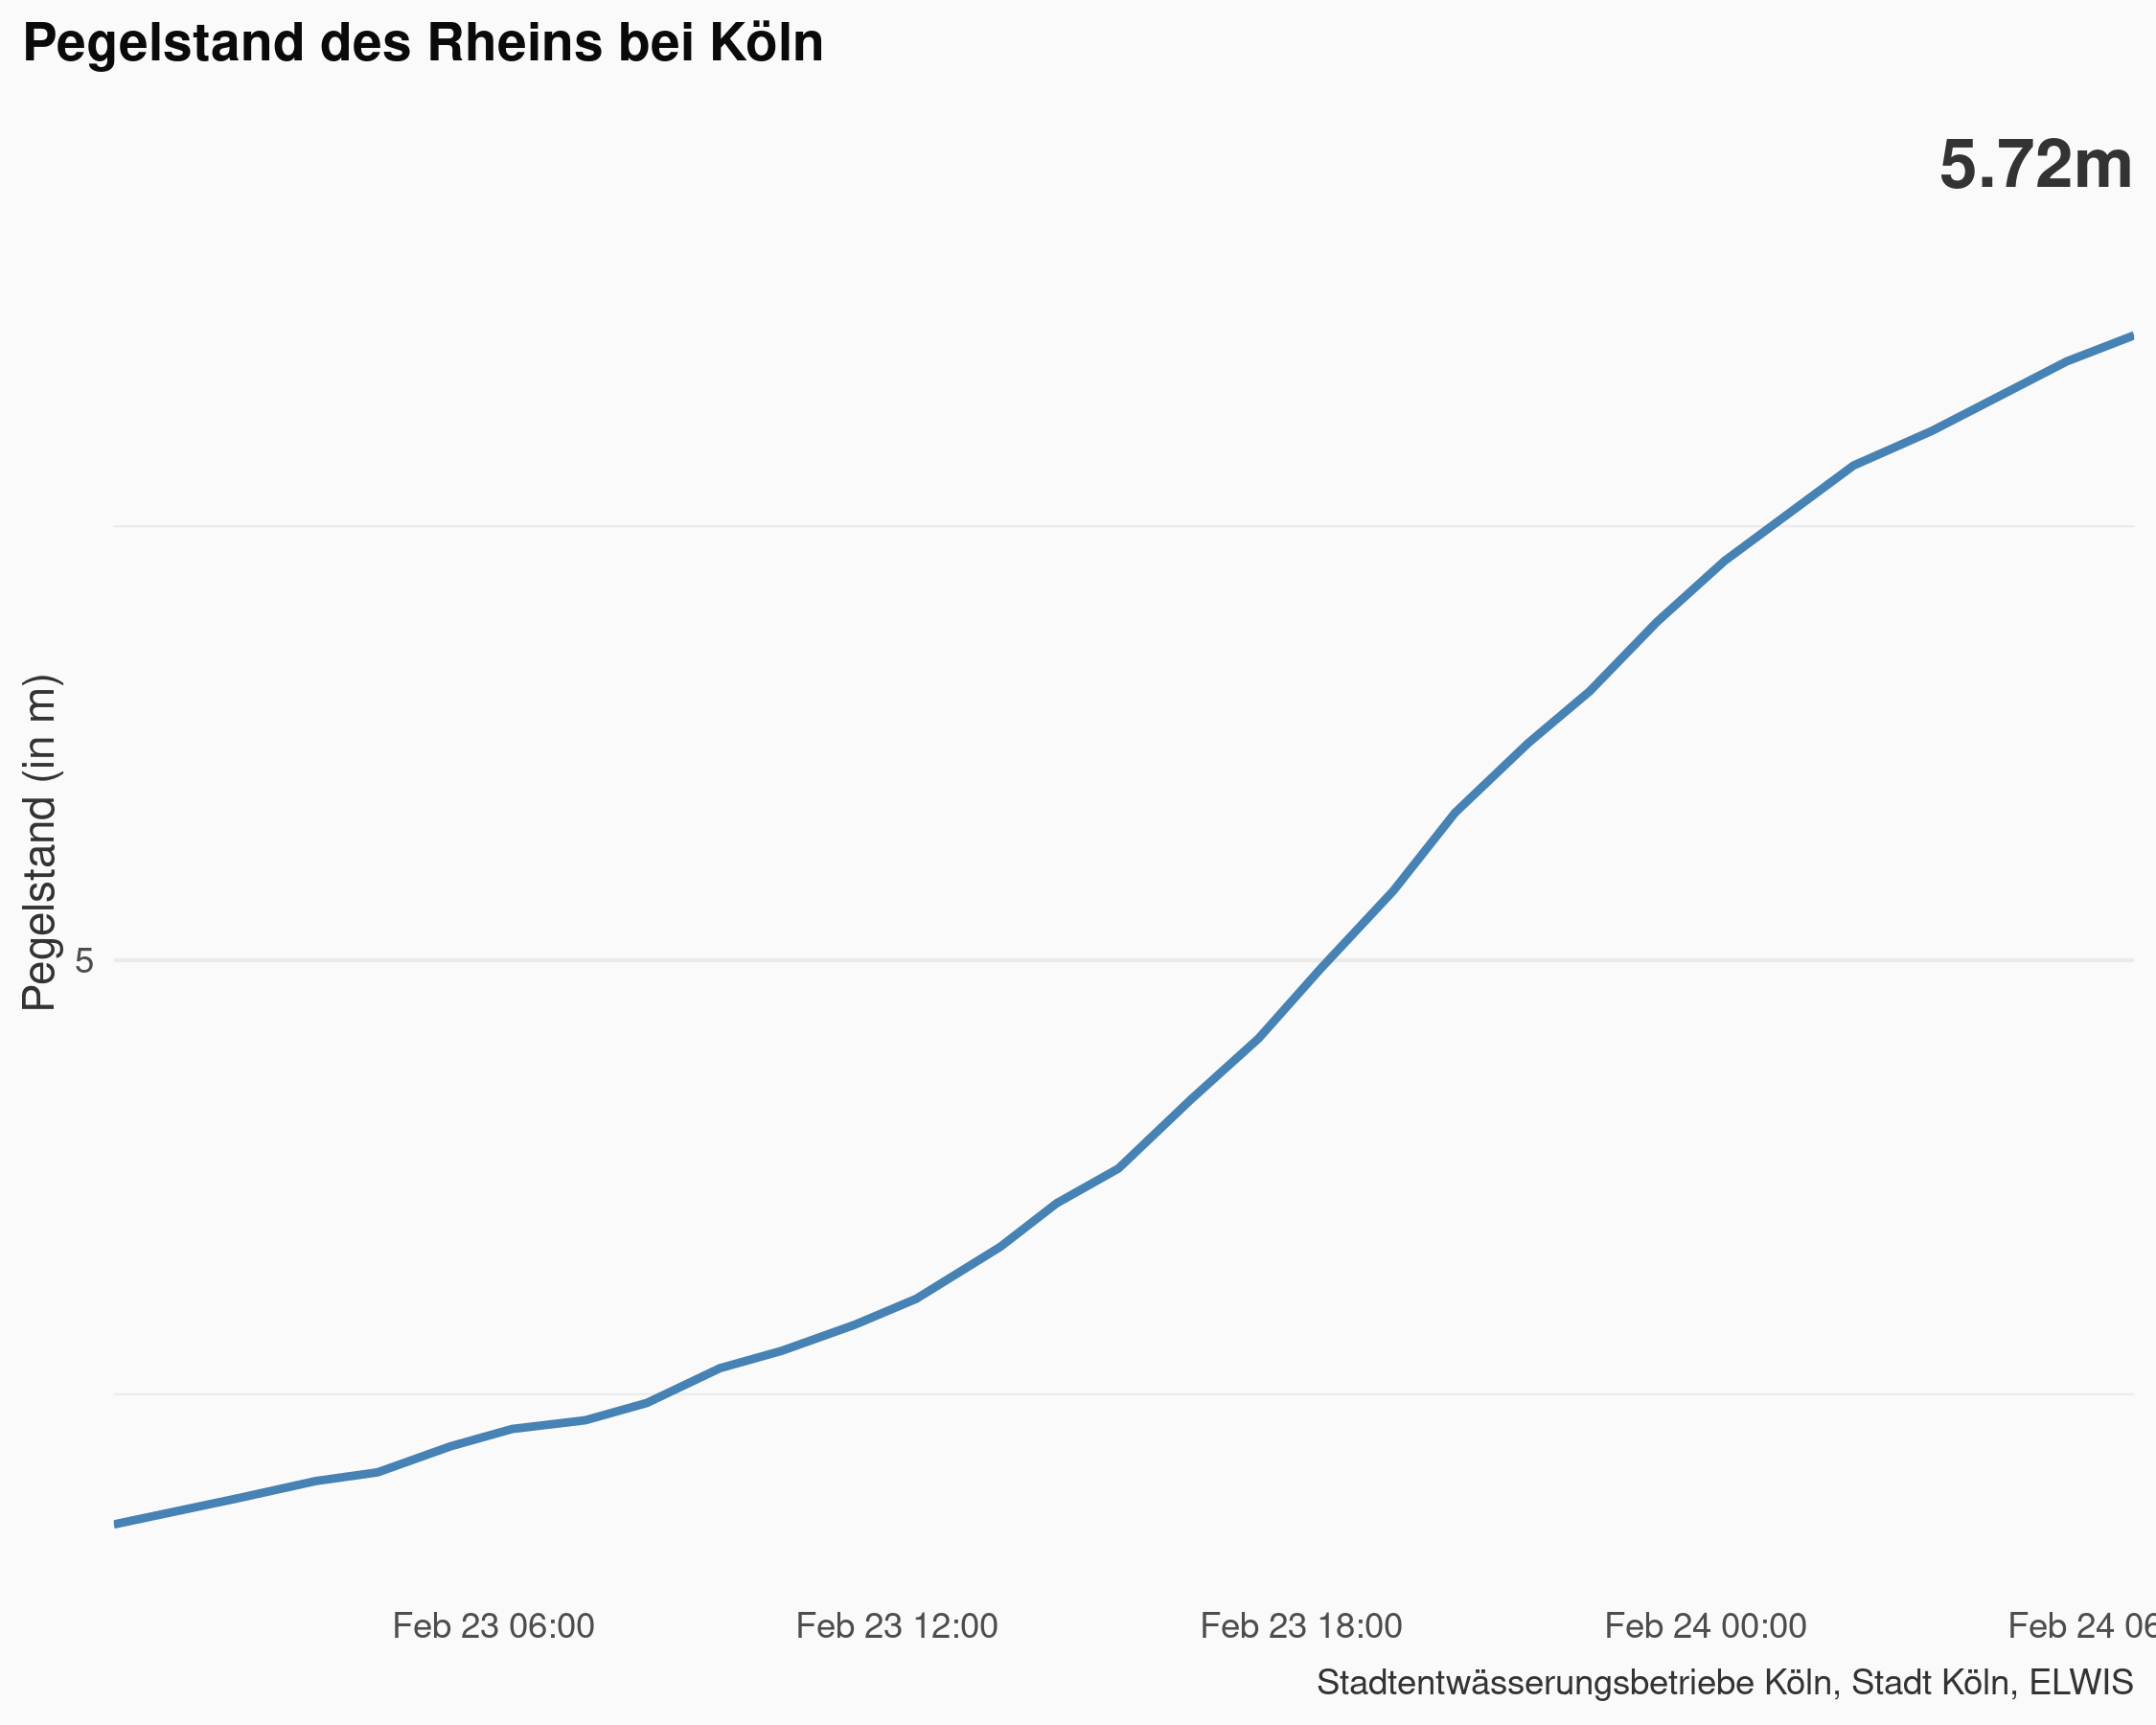 Pegelstand des Rheins bei Köln
5.72m
Pegelstand (in m)
5
Feb 23 06:00
Feb 23 12:00
Feb 23 18:00
Feb 24 00:00
Feb 24 06
Stadtentwässerungsbetriebe Köln, Stadt Köln, ELWIS